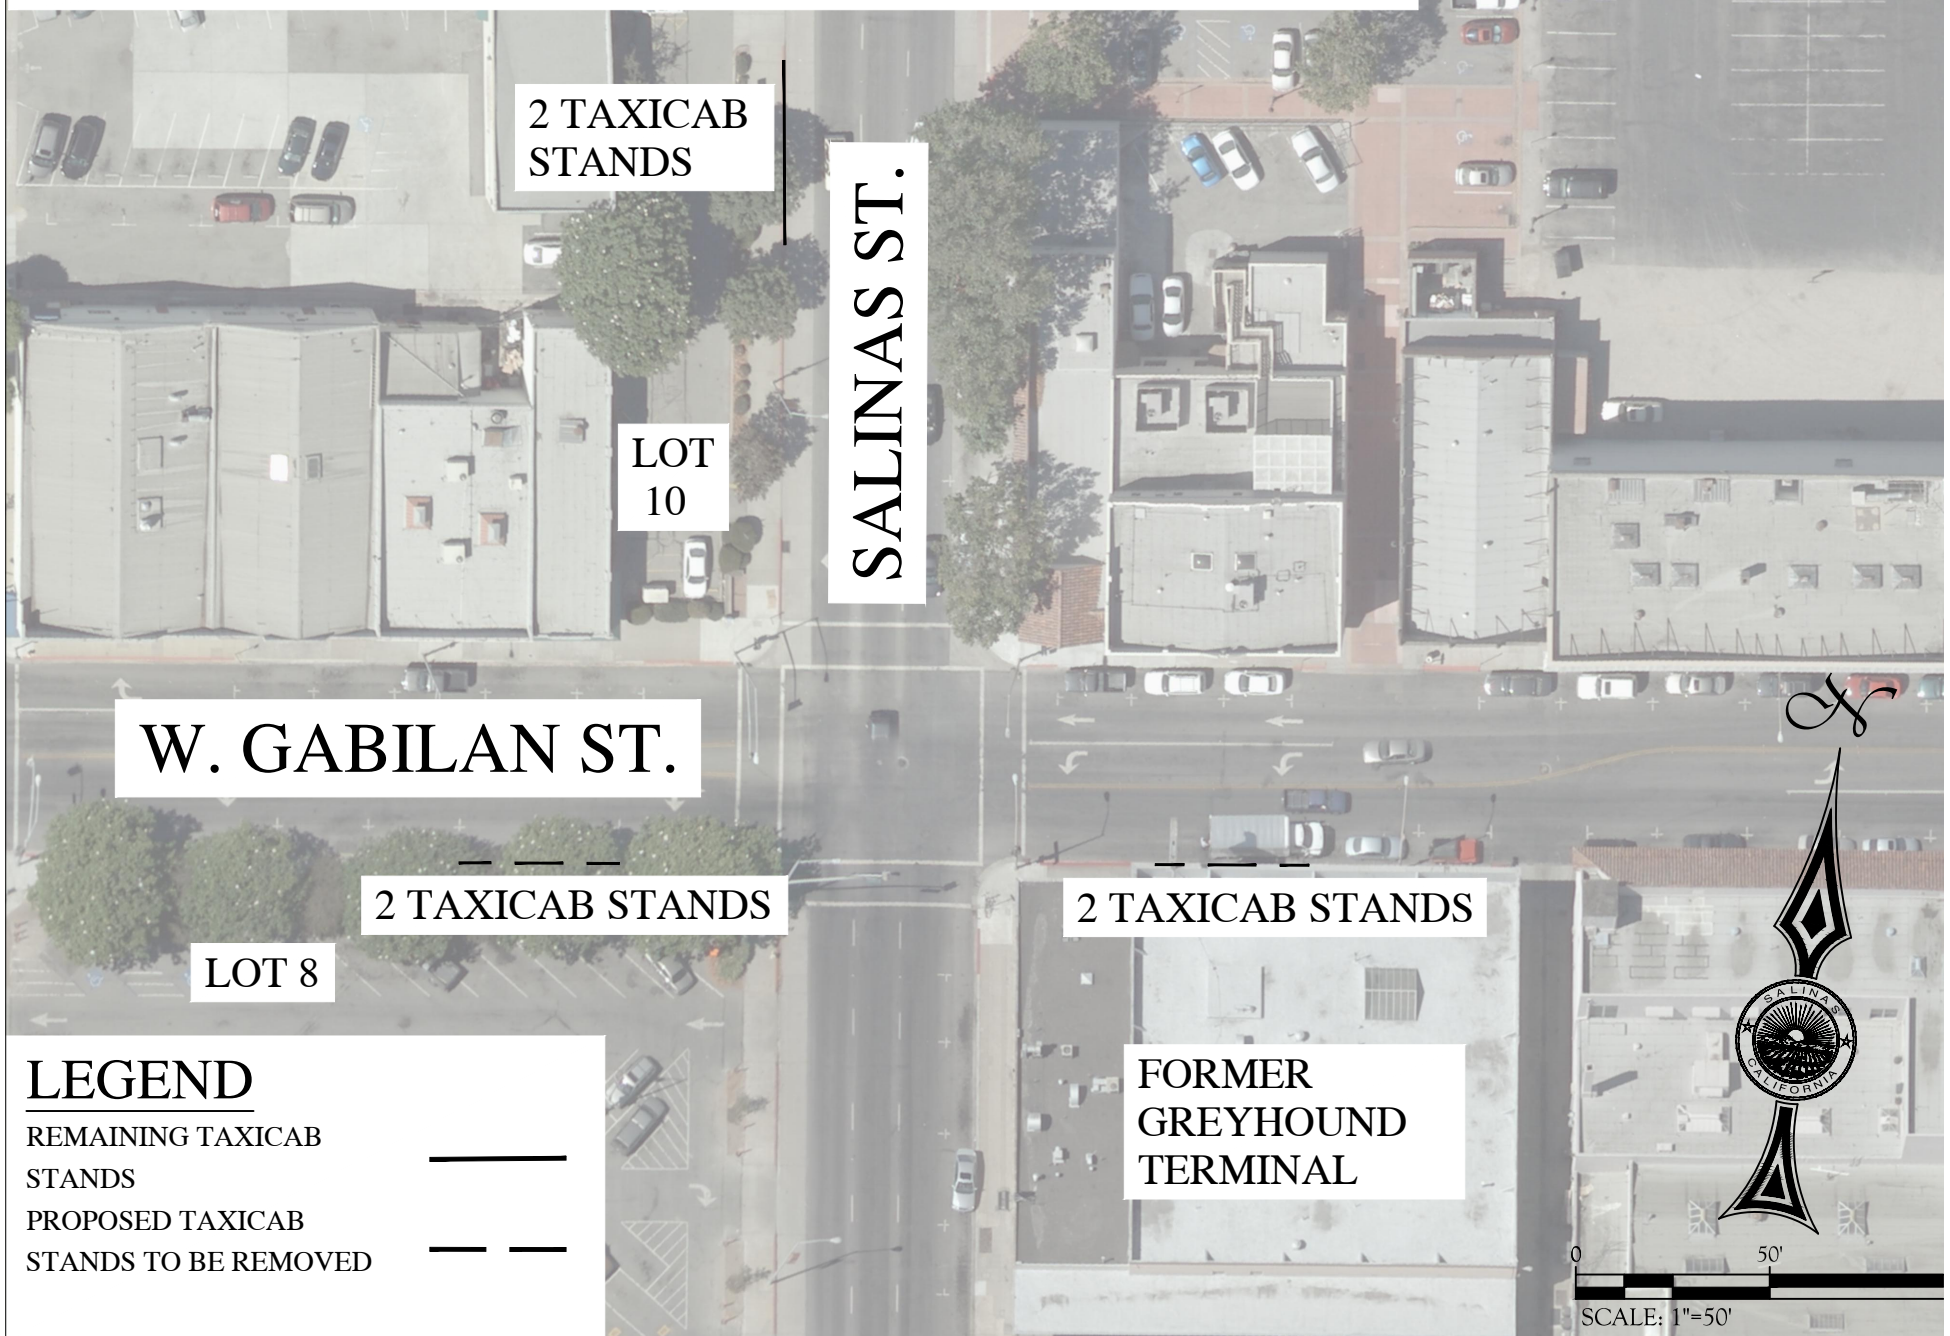 2 TAXICAB
STANDS
SALINAS ST.
LOT
10
W. GABILAN ST.
2 TAXICAB STANDS
2 TAXICAB STANDS
LOT 8
FORMER
GREYHOUND
TERMINAL
N
SALINAS
CALIFORNIA
LEGEND
REMAINING TAXICAB
STANDS
PROPOSED TAXICAB
STANDS TO BE REMOVED
0 50'
SCALE: 1"=50'